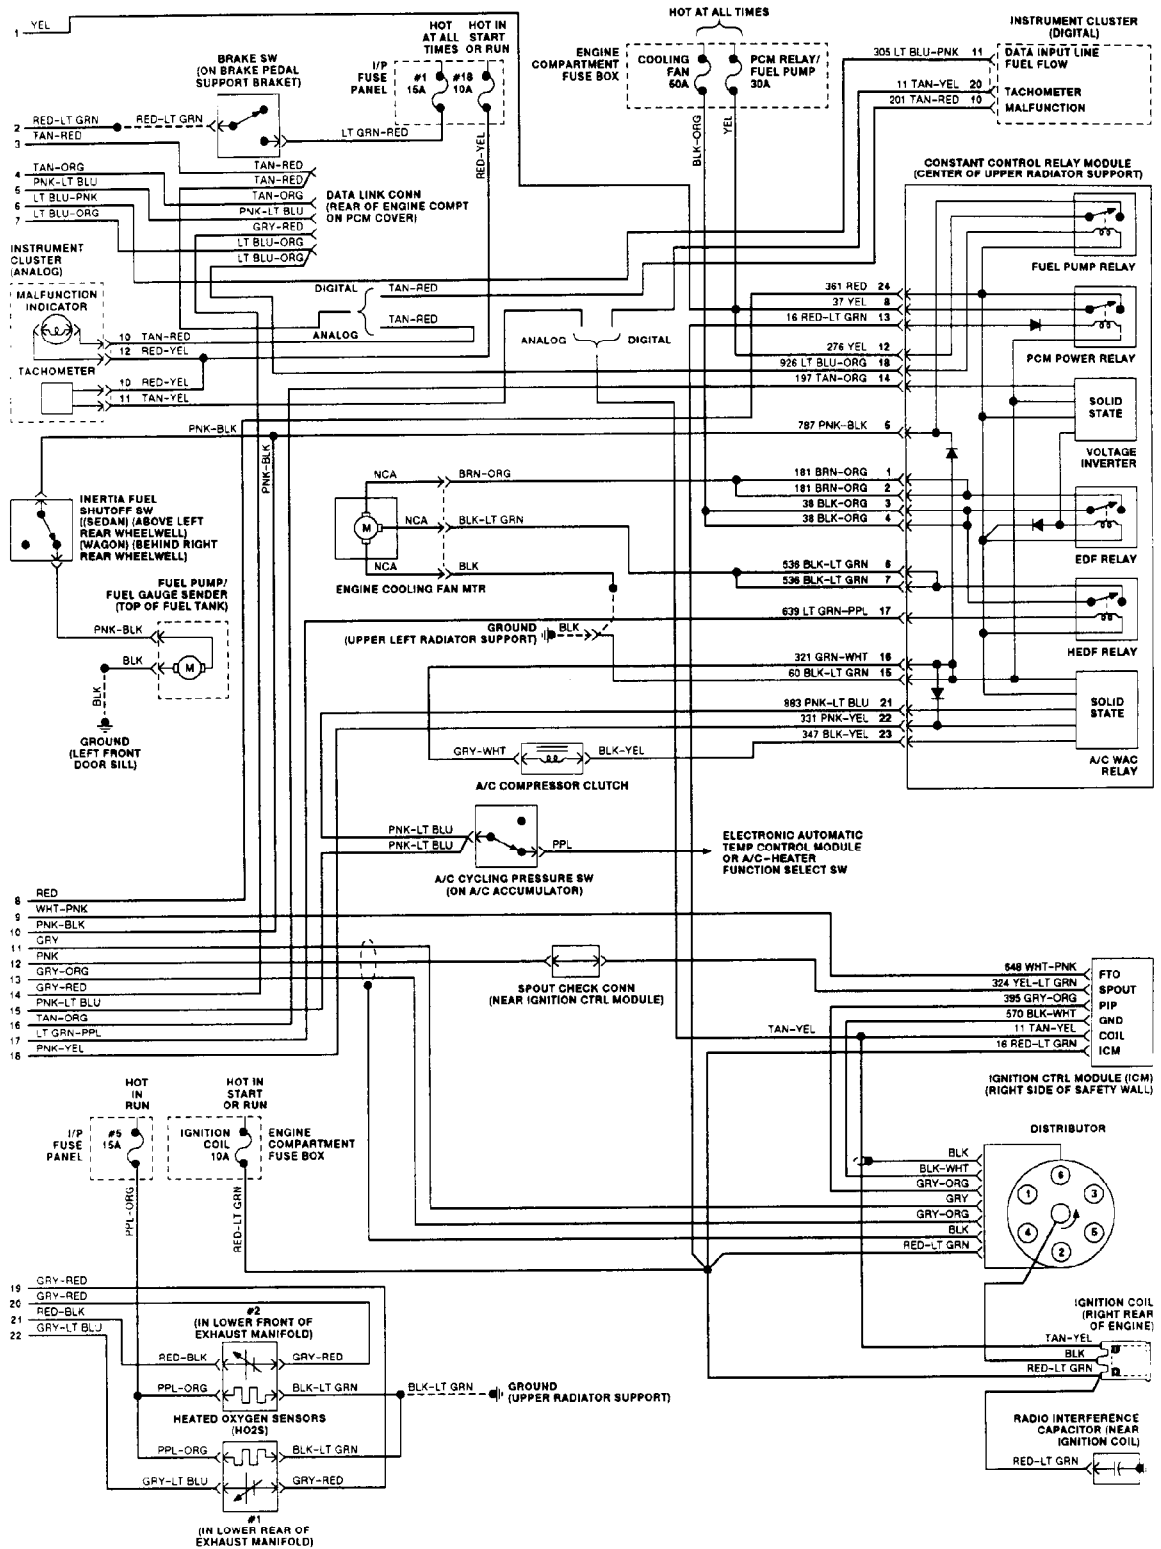 HOT AT ALL TIMES
INSTRUMENT CLUSTER
(DIGITAL)
1 YEL
HOT
AT ALL
TIMES
HOT IN
START
OR RUN
BRAKE SW
(ON BRAKE PEDAL
SUPPORT BRAKET)
I/P
FUSE
PANEL
#1
15A
#18
10A
ENGINE
COMPARTMENT
FUSE BOX
COOLING
FAN
60A
PCM RELAY/
FUEL PUMP
30A
305 LT BLU-PNK 11
DATA INPUT LINE
FUEL FLOW
11 TAN-YEL 20
TACHOMETER
201 TAN-RED 10
MALFUNCTION
2 RED-LT GRN
RED-LT GRN
LT GRN-RED
RED-YEL
BLK-ORG
YEL
3 TAN-RED
4 TAN-ORG
5 PNK-LT BLU
6 LT BLU-PNK
7 LT BLU-ORG
TAN-RED
TAN-RED
TAN-ORG
PNK-LT BLU
GRY-RED
LT BLU-ORG
LT BLU-ORG
DATA LINK CONN
(REAR OF ENGINE COMPT
ON PCM COVER)
CONSTANT CONTROL RELAY MODULE
(CENTER OF UPPER RADIATOR SUPPORT)
FUEL PUMP RELAY
INSTRUMENT
CLUSTER
(ANALOG)
MALFUNCTION
INDICATOR
DIGITAL
TAN-RED
ANALOG
TAN-RED
10 TAN-RED
12 RED-YEL
TACHOMETER
10 RED-YEL
11 TAN-YEL
ANALOG
DIGITAL
361 RED 24
37 YEL 8
16 RED-LT GRN 13
276 YEL 12
926 LT BLU-ORG 18
197 TAN-ORG 14
PCM POWER RELAY
SOLID
STATE
VOLTAGE
INVERTER
PNK-BLK
PNK-BLK
787 PNK-BLK 5
INERTIA FUEL
SHUTOFF SW
((SEDAN) (ABOVE LEFT
REAR WHEELWELL)
(WAGON) (BEHIND RIGHT
REAR WHEELWELL)
NCA
BRN-ORG
M
NCA
BLK-LT GRN
NCA
BLK
ENGINE COOLING FAN MTR
181 BRN-ORG 1
181 BRN-ORG 2
38 BLK-ORG 3
38 BLK-ORG 4
EDF RELAY
536 BLK-LT GRN 6
536 BLK-LT GRN 7
639 LT GRN-PPL 17
HEDF RELAY
FUEL PUMP/
FUEL GAUGE SENDER
(TOP OF FUEL TANK)
PNK-BLK
BLK
M
BLK
GROUND
(LEFT FRONT
DOOR SILL)
GROUND
(UPPER LEFT RADIATOR SUPPORT)
BLK
321 GRN-WHT 16
60 BLK-LT GRN 15
883 PNK-LT BLU 21
331 PNK-YEL 22
347 BLK-YEL 23
SOLID
STATE
A/C WAC
RELAY
GRY-WHT
BLK-YEL
A/C COMPRESSOR CLUTCH
PNK-LT BLU
PNK-LT BLU
PPL
A/C CYCLING PRESSURE SW
(ON A/C ACCUMULATOR)
ELECTRONIC AUTOMATIC
TEMP CONTROL MODULE
OR A/C-HEATER
FUNCTION SELECT SW
8 RED
9 WHT-PNK
10 PNK-BLK
11 GRY
12 PNK
13 GRY-ORG
14 GRY-RED
15 PNK-LT BLU
16 TAN-ORG
17 LT GRN-PPL
18 PNK-YEL
SPOUT CHECK CONN
(NEAR IGNITION CTRL MODULE)
TAN-YEL
648 WHT-PNK FTO
324 YEL-LT GRN SPOUT
395 GRY-ORG PIP
570 BLK-WHT GND
11 TAN-YEL COIL
16 RED-LT GRN ICM
IGNITION CTRL MODULE (ICM)
(RIGHT SIDE OF SAFETY WALL)
HOT
IN
RUN
HOT IN
START
OR RUN
I/P
FUSE
PANEL
#5
15A
IGNITION
COIL
10A
ENGINE
COMPARTMENT
FUSE BOX
PPL-ORG
RED-LT GRN
DISTRIBUTOR
BLK
BLK-WHT
GRY-ORG
GRY
GRY-ORG
BLK
RED-LT GRN
6
1
3
4
5
2
19 GRY-RED
20 GRY-RED
21 RED-BLK
22 GRY-LT BLU
#2
(IN LOWER FRONT OF
EXHAUST MANIFOLD)
RED-BLK
GRY-RED
PPL-ORG
BLK-LT GRN
BLK-LT GRN
GROUND
(UPPER RADIATOR SUPPORT)
HEATED OXYGEN SENSORS
(HO2S)
PPL-ORG
BLK-LT GRN
GRY-LT BLU
GRY-RED
#1
(IN LOWER REAR OF
EXHAUST MANIFOLD)
IGNITION COIL
(RIGHT REAR
OF ENGINE)
TAN-YEL
BLK
RED-LT GRN
RADIO INTERFERENCE
CAPACITOR (NEAR
IGNITION COIL)
RED-LT GRN